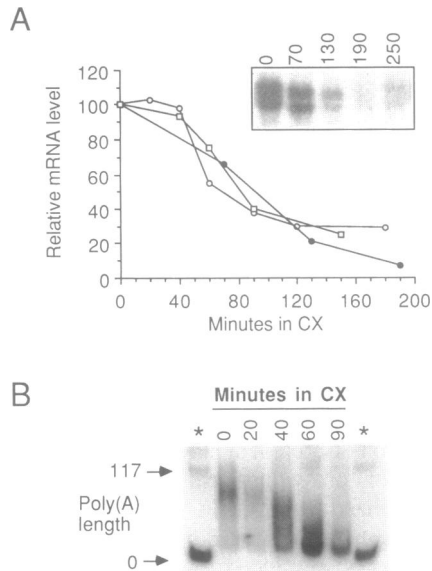 A
0 70 130 190 250
120
100
80
60
40
20
0
Relative mRNA level
0 40 80 120 160 200
Minutes in CX
B
Minutes in CX
* 0 20 40 60 90 *
117
Poly(A)
length
0